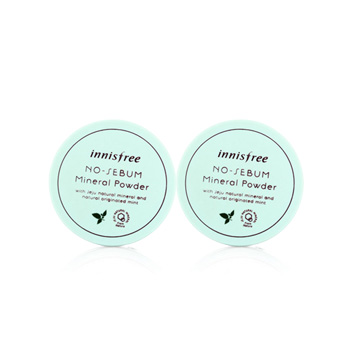 innisfree
NO-SEBUM
Mineral Powder
with Jeju natural mineral and
natural originated mint
innisfree
NO-SEBUM
Mineral Powder
with Jeju natural mineral and
natural originated mint